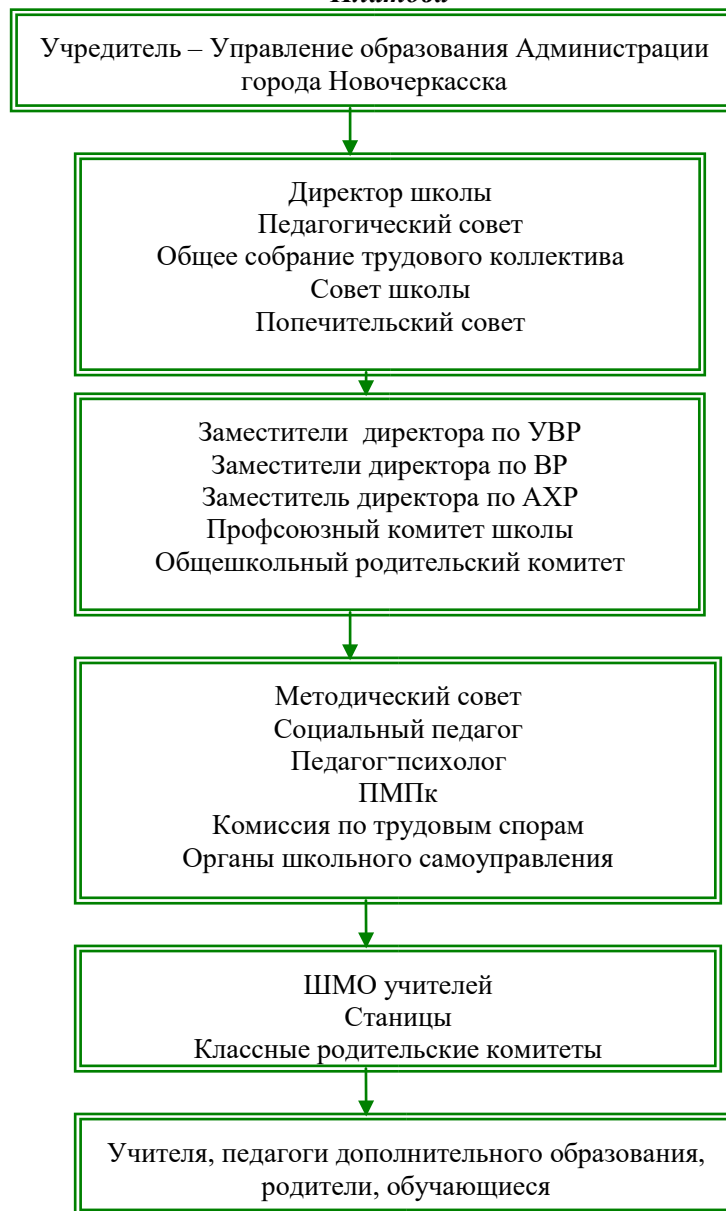 Учредитель – Управление образования Администрации
города Новочеркасска
Директор школы
Педагогический совет
Общее собрание трудового коллектива
Совет школы
Попечительский совет
Заместители директора по УВР
Заместители директора по ВР
Заместитель директора по АХР
Профсоюзный комитет школы
Общешкольный родительский комитет
Методический совет
Социальный педагог
Педагог-психолог
ПМПк
Комиссия по трудовым спорам
Органы школьного самоуправления
ШМО учителей
Станицы
Классные родительские комитеты
Учителя, педагоги дополнительного образования,
родители, обучающиеся